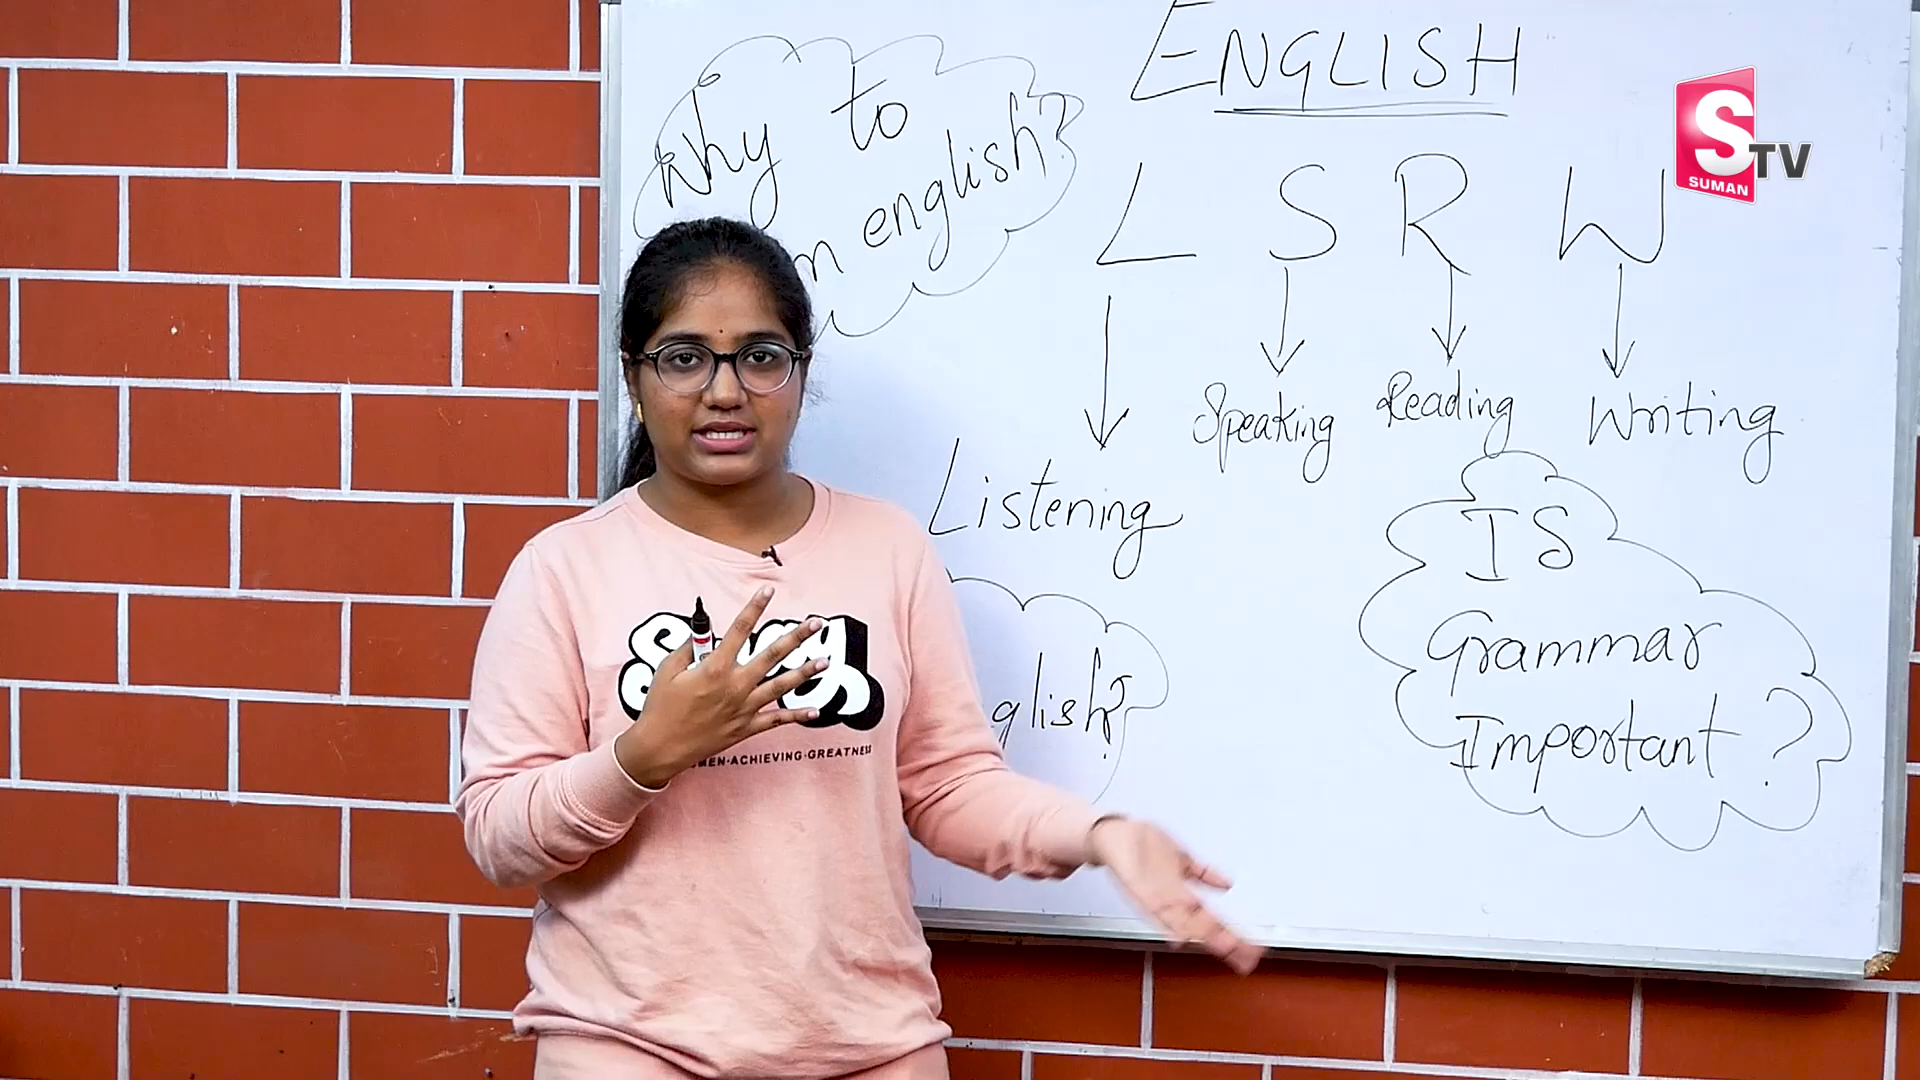 ENGLISH
Why to
english?
L S R W
Listening
Speaking
Reading
Writing
glish?
IS
Grammar
Important?
S TV
SUMAN
MEN·ACHIEVING·GREATNESS